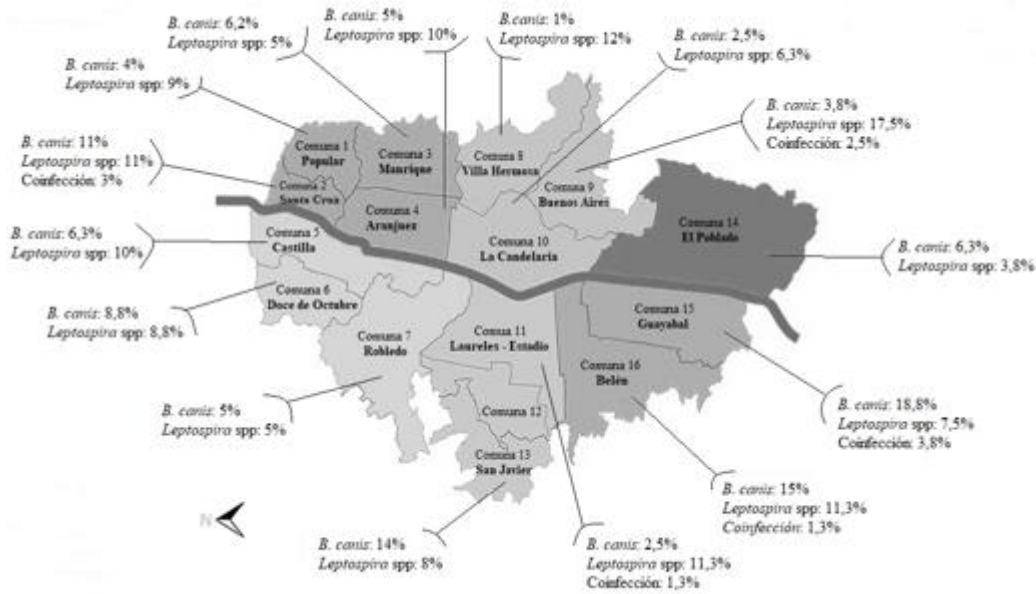 B. canis: 6,2%
Leptospira spp: 5%
B. canis: 5%
Leptospira spp: 10%
B. canis: 1%
Leptospira spp: 12%
B. canis: 2,5%
Leptospira spp: 6,3%
B. canis: 4%
Leptospira spp: 9%
B. canis: 3,8%
Leptospira spp: 17,5%
Coinfección: 2,5%
B. canis: 11%
Leptospira spp: 11%
Coinfección: 3%
Comuna 1
Popular
Comuna 3
Manrique
Comuna 8
Villa Hermosa
Comuna 2
Santa Cruz
Comuna 9
Buenos Aires
Comuna 4
Aranjuez
Comuna 14
El Poblado
B. canis: 6,3%
Leptospira spp: 10%
Comuna 5
Castilla
Comuna 10
La Candelaria
B. canis: 6,3%
Leptospira spp: 3,8%
Comuna 6
Doce de Octubre
B. canis: 8,8%
Leptospira spp: 8,8%
Comuna 15
Guayabal
Comuna 7
Robledo
Comua 11
Laureles - Estadio
Comuna 16
Belén
B. canis: 5%
Leptospira spp: 5%
Comuna 12
B. canis: 18,8%
Leptospira spp: 7,5%
Coinfección: 3,8%
Comuna 13
San Javier
B. canis: 15%
Leptospira spp: 11,3%
Coinfección: 1,3%
N
B. canis: 14%
Leptospira spp: 8%
B. canis: 2,5%
Leptospira spp: 11,3%
Coinfección: 1,3%